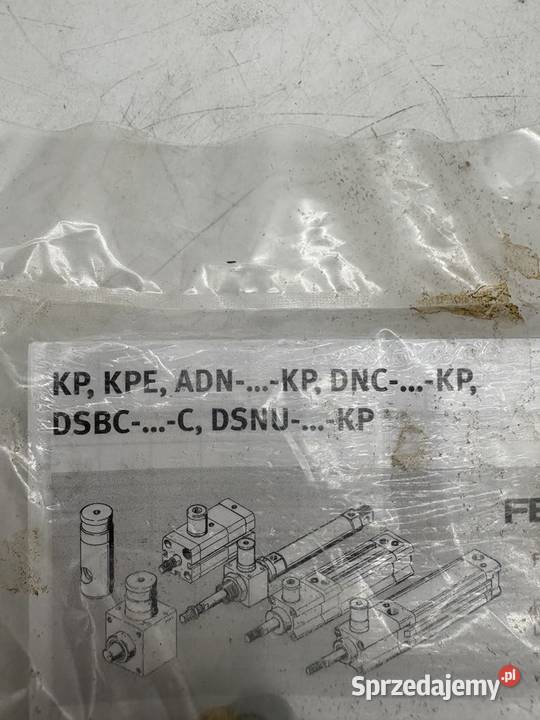 KP, KPE, ADN-...-KP, DNC-...-KP,
DSBC-...-C, DSNU-...-KP
FE
Sprzedajemy.pl